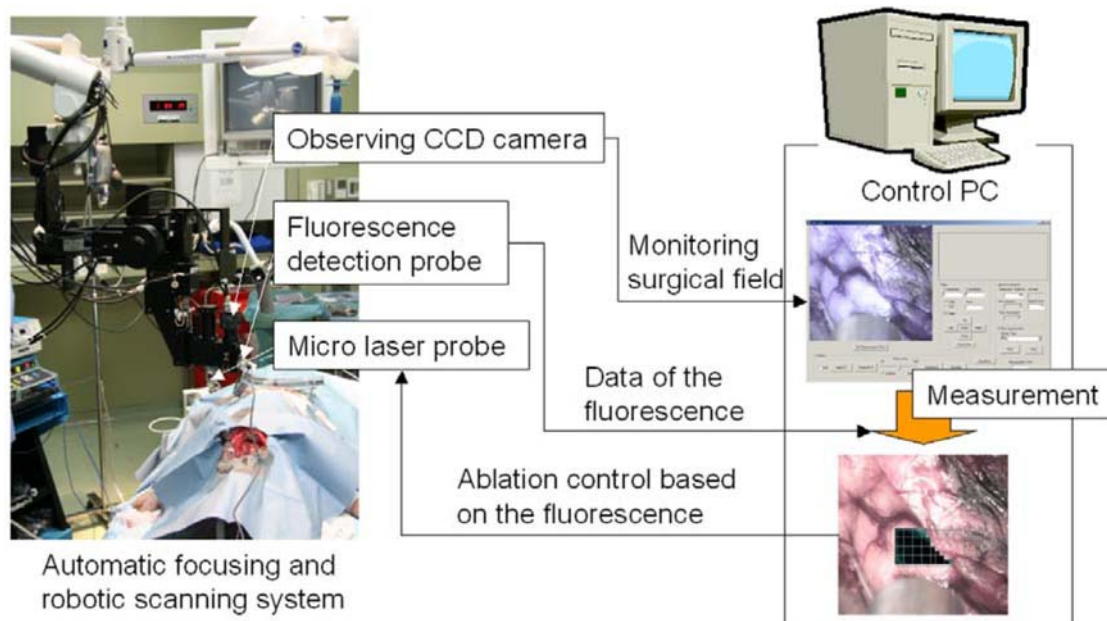 Observing CCD camera
Fluorescence
detection probe
Micro laser probe
Automatic focusing and
robotic scanning system
Control PC
Monitoring
surgical field
Data of the
fluorescence
Measurement
Ablation control based
on the fluorescence